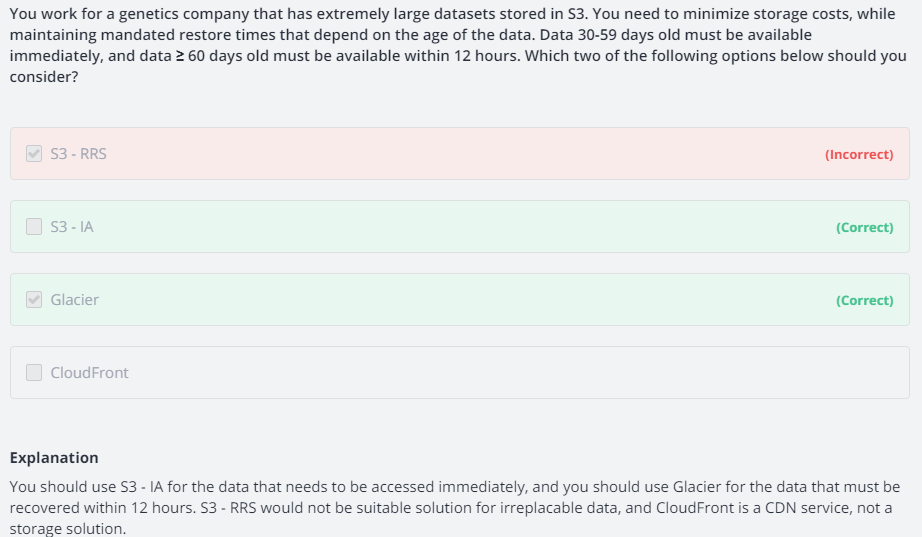 You work for a genetics company that has extremely large datasets stored in S3. You need to minimize storage costs, while
maintaining mandated restore times that depend on the age of the data. Data 30-59 days old must be available
immediately, and data ≥ 60 days old must be available within 12 hours. Which two of the following options below should you
consider?
S3 - RRS (Incorrect)
S3 - IA (Correct)
Glacier (Correct)
CloudFront
Explanation
You should use S3 - IA for the data that needs to be accessed immediately, and you should use Glacier for the data that must be
recovered within 12 hours. S3 - RRS would not be suitable solution for irreplacable data, and CloudFront is a CDN service, not a
storage solution.